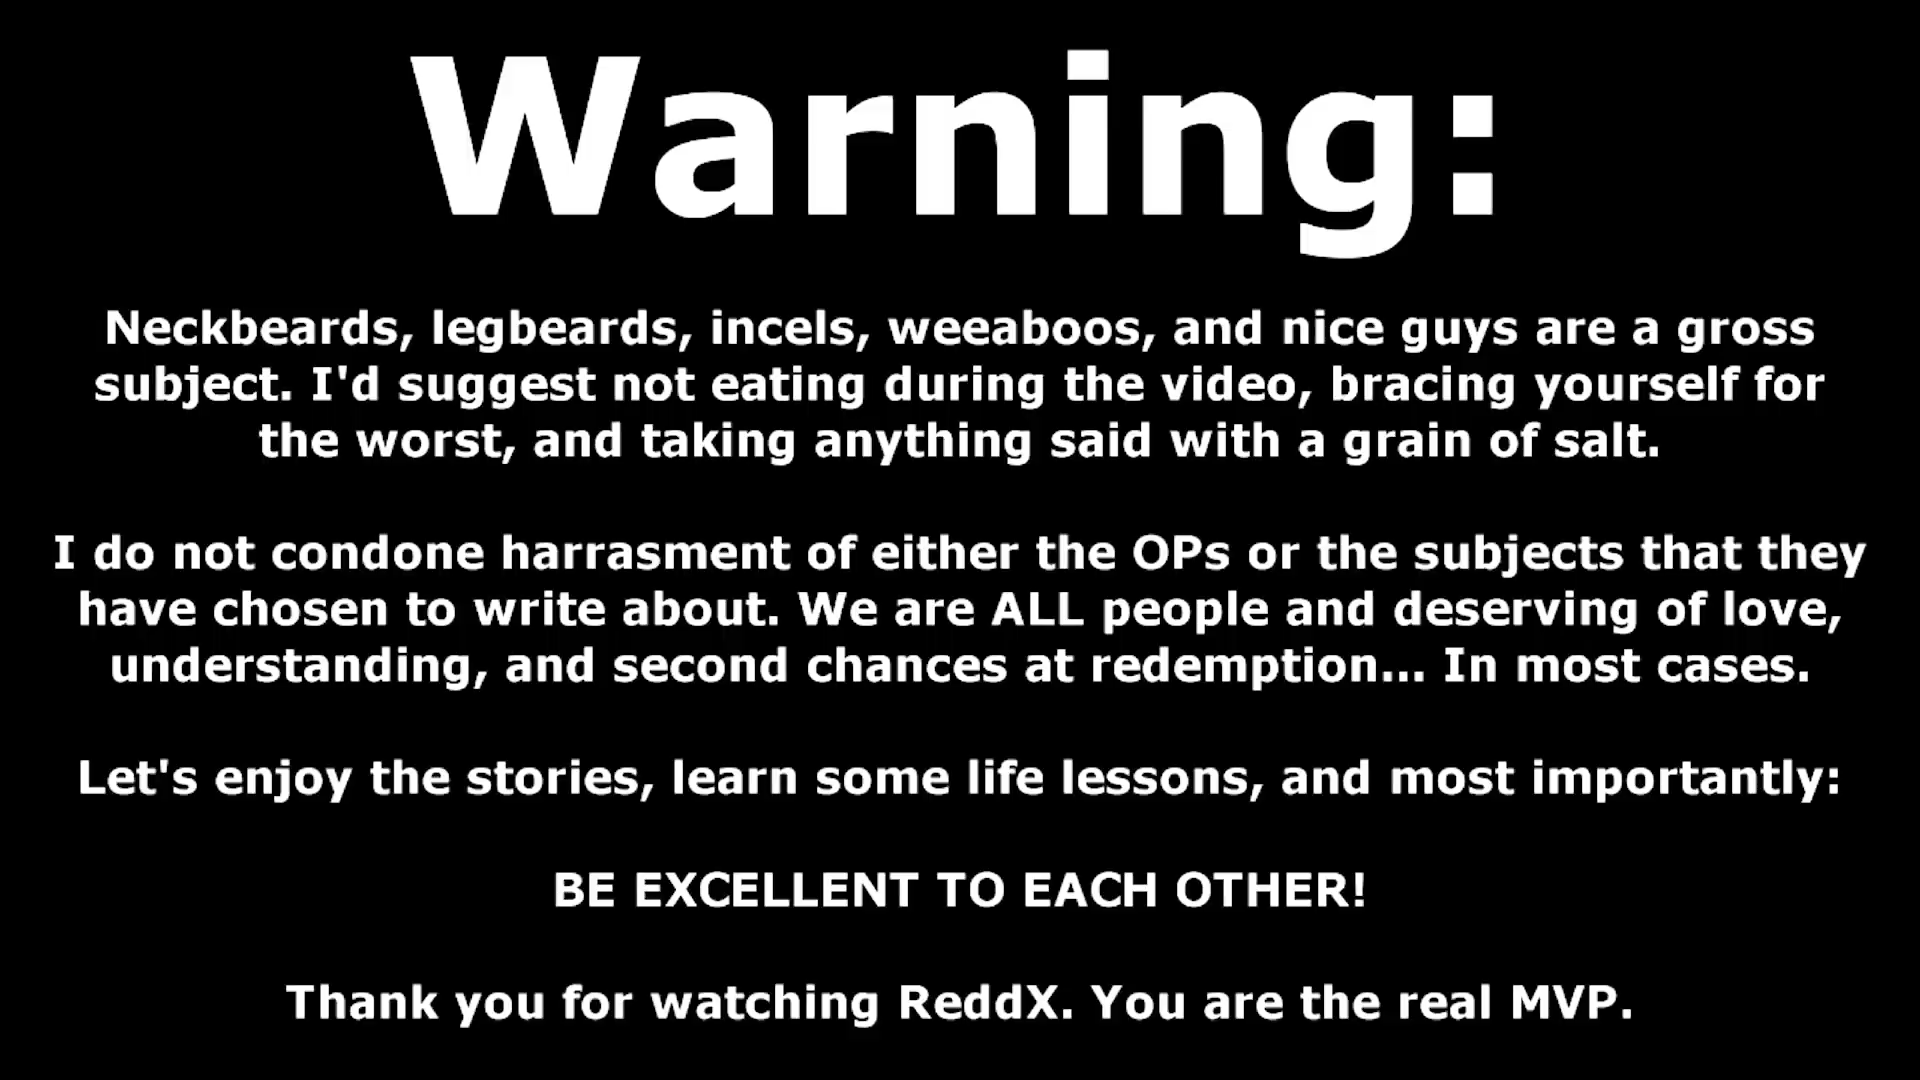 Warning:
Neckbeards, legbeards, incels, weeaboos, and nice guys are a gross
subject. I'd suggest not eating during the video, bracing yourself for
the worst, and taking anything said with a grain of salt.
I do not condone harrasment of either the OPs or the subjects that they
have chosen to write about. We are ALL people and deserving of love,
understanding, and second chances at redemption... In most cases.
Let's enjoy the stories, learn some life lessons, and most importantly:
BE EXCELLENT TO EACH OTHER!
Thank you for watching ReddX. You are the real MVP.